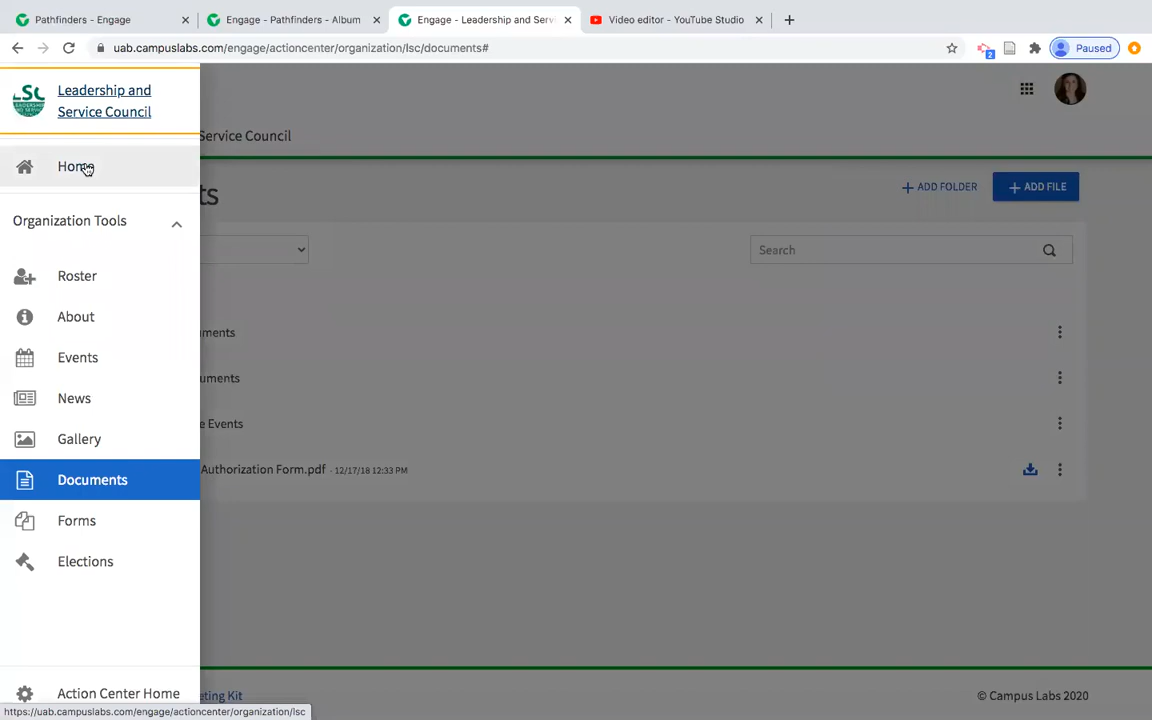 Pathfinders - Engage
Engage - Pathfinders - Album
Engage - Leadership and Servi
Video editor - YouTube Studio
uab.campuslabs.com/engage/actioncenter/organization/lsc/documents#
2
Paused
LSC
Leadership and
Service Council
Service Council
Home
ts
ADD FOLDER
ADD FILE
Organization Tools
Search
Roster
About
uments
Events
uments
News
e Events
Gallery
Authorization Form.pdf - 12/17/18 12:33 PM
Documents
Forms
Elections
Action Center Home
eting Kit
© Campus Labs 2020
https://uab.campuslabs.com/engage/actioncenter/organization/lsc